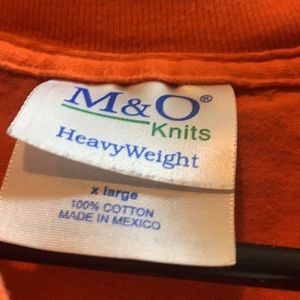 M&O®
Knits
HeavyWeight
x large
100% COTTON
MADE IN MEXICO